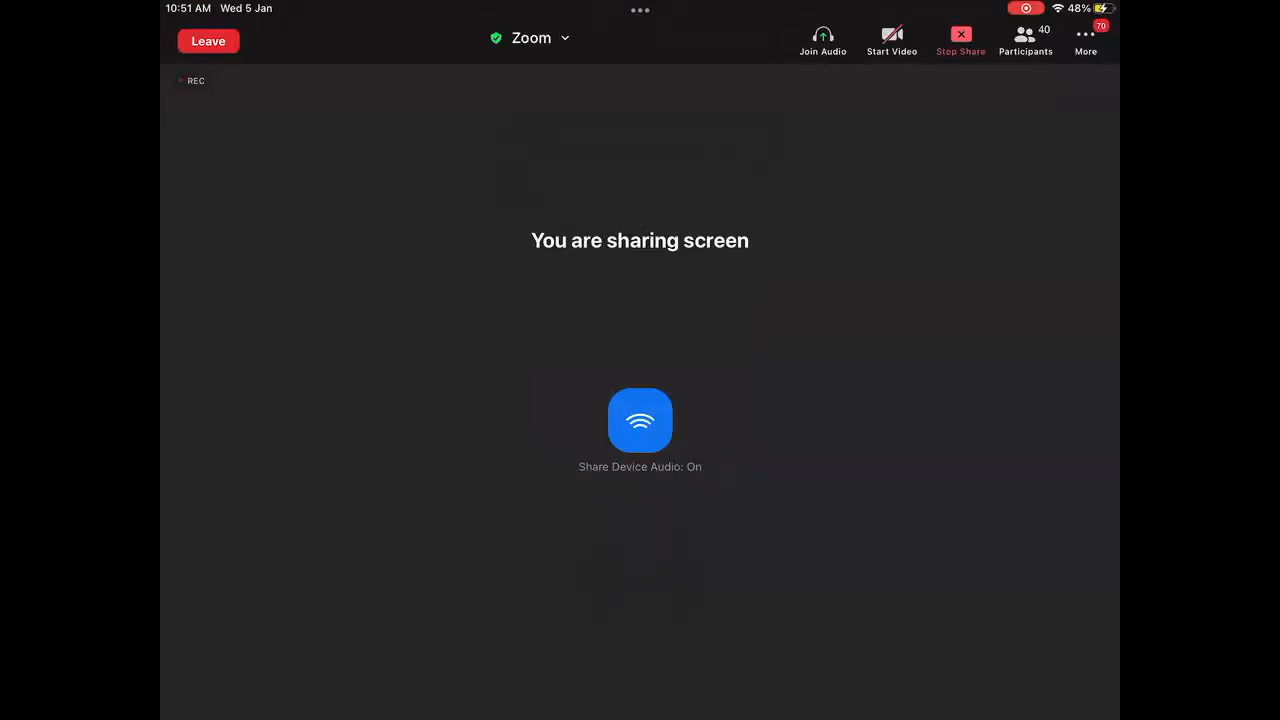 10:51 AM Wed 5 Jan
48%
Leave
Zoom
Join Audio
Start Video
Stop Share
40
Participants
70
More
REC
You are sharing screen
Share Device Audio: On